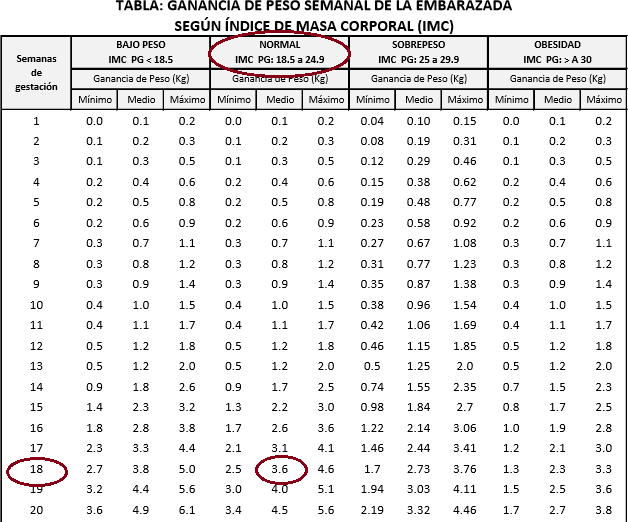 TABLA: GANANCIA DE PESO SEMANAL DE LA EMBARAZADA
SEGÚN ÍNDICE DE MASA CORPORAL (IMC)
Semanas de gestación BAJO PESO IMC PG < 18.5 NORMAL IMC PG: 18.5 a 24.9 SOBREPESO IMC PG: 25 a 29.9 OBESIDAD IMC PG: > A 30
Ganancia de Peso (Kg) Ganancia de Peso (Kg) Ganancia de Peso (Kg) Ganancia de Peso (Kg)
Mínimo Medio Máximo Mínimo Medio Máximo Mínimo Medio Máximo Mínimo Medio Máximo
1 0.0 0.1 0.2 0.0 0.1 0.2 0.04 0.10 0.15 0.0 0.1 0.2
2 0.1 0.2 0.3 0.1 0.2 0.3 0.08 0.19 0.31 0.1 0.2 0.3
3 0.1 0.3 0.5 0.1 0.3 0.5 0.12 0.29 0.46 0.1 0.3 0.5
4 0.2 0.4 0.6 0.2 0.4 0.6 0.15 0.38 0.62 0.2 0.4 0.6
5 0.2 0.5 0.8 0.2 0.5 0.8 0.19 0.48 0.77 0.2 0.5 0.8
6 0.2 0.6 0.9 0.2 0.6 0.9 0.23 0.58 0.92 0.2 0.6 0.9
7 0.3 0.7 1.1 0.3 0.7 1.1 0.27 0.67 1.08 0.3 0.7 1.1
8 0.3 0.8 1.2 0.3 0.8 1.2 0.31 0.77 1.23 0.3 0.8 1.2
9 0.3 0.9 1.4 0.3 0.9 1.4 0.35 0.87 1.38 0.3 0.9 1.4
10 0.4 1.0 1.5 0.4 1.0 1.5 0.38 0.96 1.54 0.4 1.0 1.5
11 0.4 1.1 1.7 0.4 1.1 1.7 0.42 1.06 1.69 0.4 1.1 1.7
12 0.5 1.2 1.8 0.5 1.2 1.8 0.46 1.15 1.85 0.5 1.2 1.8
13 0.5 1.2 2.0 0.5 1.2 2.0 0.5 1.25 2.0 0.5 1.2 2.0
14 0.9 1.8 2.6 0.9 1.7 2.5 0.74 1.55 2.35 0.7 1.5 2.3
15 1.4 2.3 3.2 1.3 2.2 3.0 0.98 1.84 2.7 0.8 1.7 2.5
16 1.8 2.8 3.8 1.7 2.6 3.6 1.22 2.14 3.06 1.0 1.9 2.8
17 2.3 3.3 4.4 2.1 3.1 4.1 1.46 2.44 3.41 1.2 2.1 3.0
18 2.7 3.8 5.0 2.5 3.6 4.6 1.7 2.73 3.76 1.3 2.3 3.3
19 3.2 4.4 5.6 3.0 4.0 5.1 1.94 3.03 4.11 1.5 2.5 3.6
20 3.6 4.9 6.1 3.4 4.5 5.6 2.19 3.32 4.46 1.7 2.7 3.8